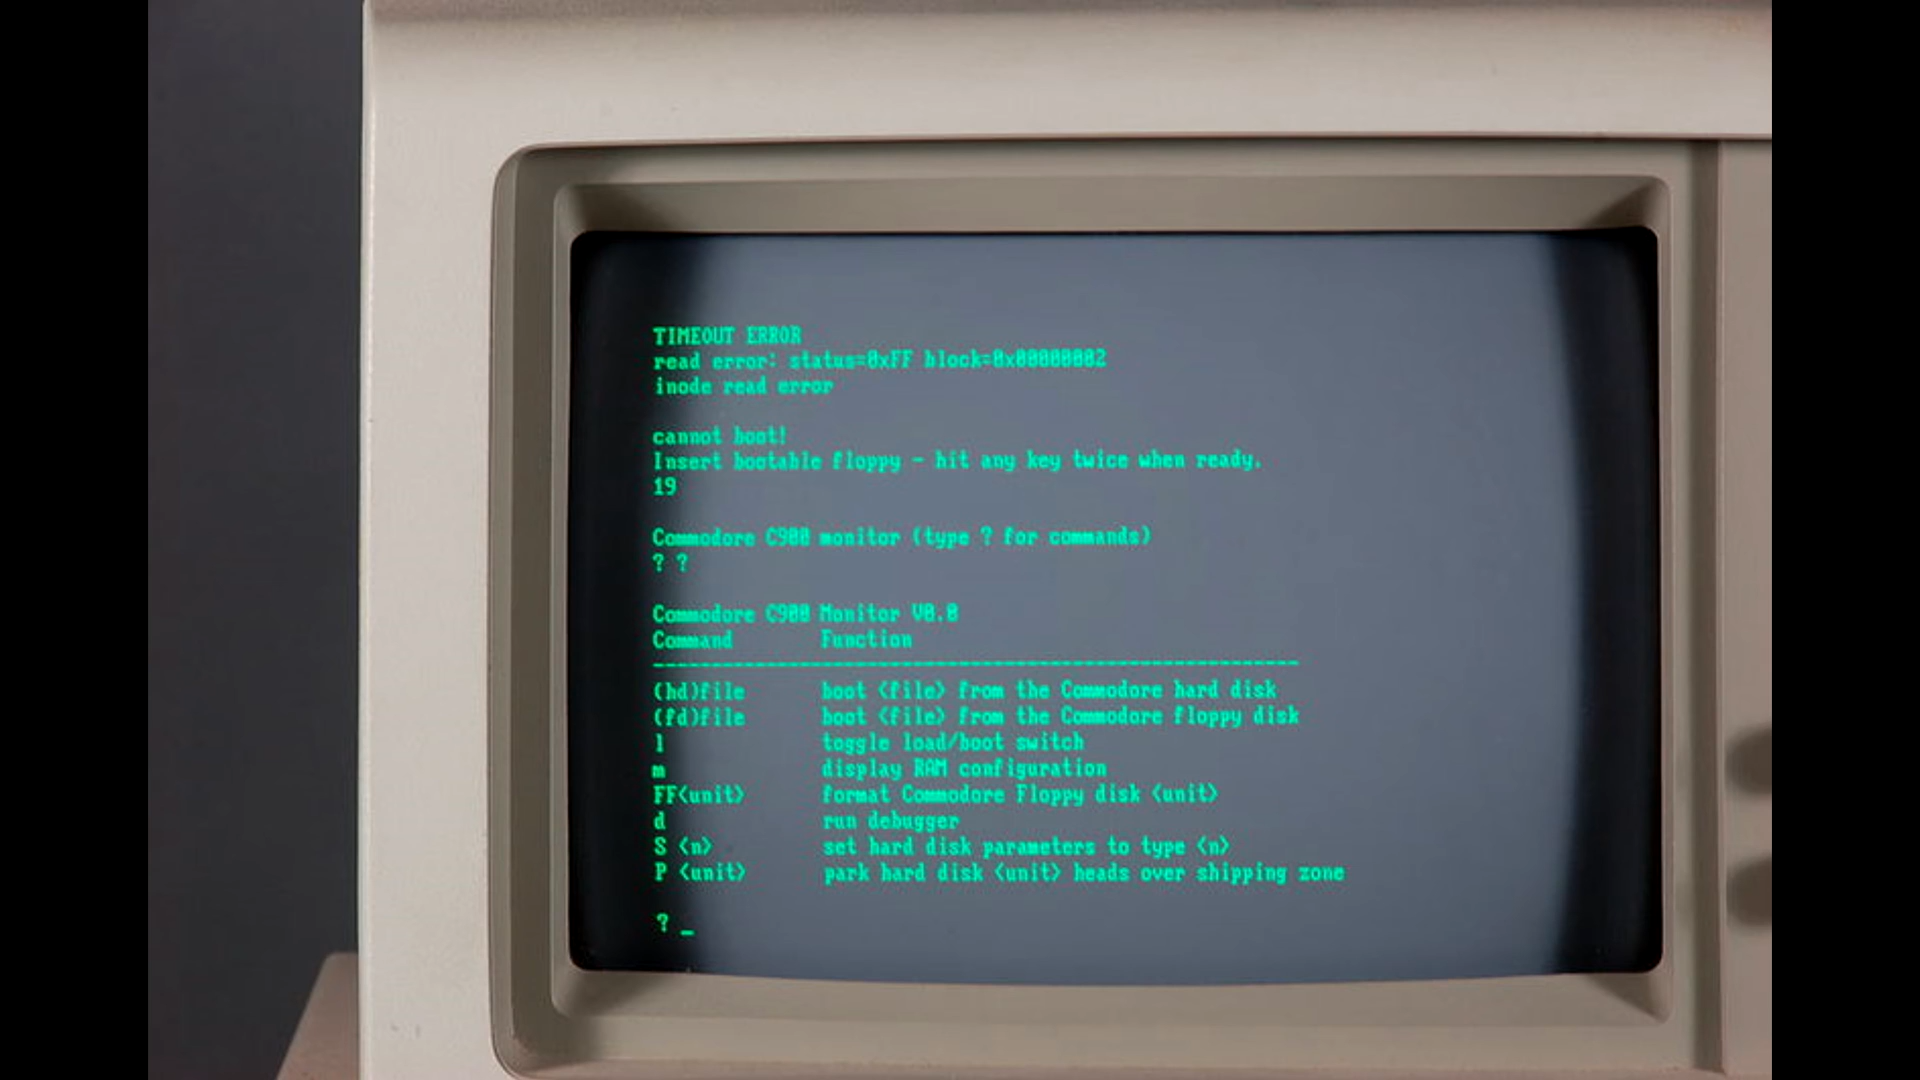 TIMEOUT ERROR
read error: status=0xFF block=0x00000002
inode read error
cannot boot!
Insert bootable floppy - hit any key twice when ready.
19
Commodore C900 monitor (type ? for commands)
? ?
Commodore C900 Monitor V0.0
Command Function
---------------------------------------------------------
(hd)file boot <file> from the Commodore hard disk
(fd)file boot <file> from the Commodore floppy disk
l toggle load/boot switch
m display RAM configuration
FF<unit> format Commodore Floppy disk <unit>
d run debugger
S <n> set hard disk parameters to type <n>
P <unit> park hard disk <unit> heads over shipping zone
? _